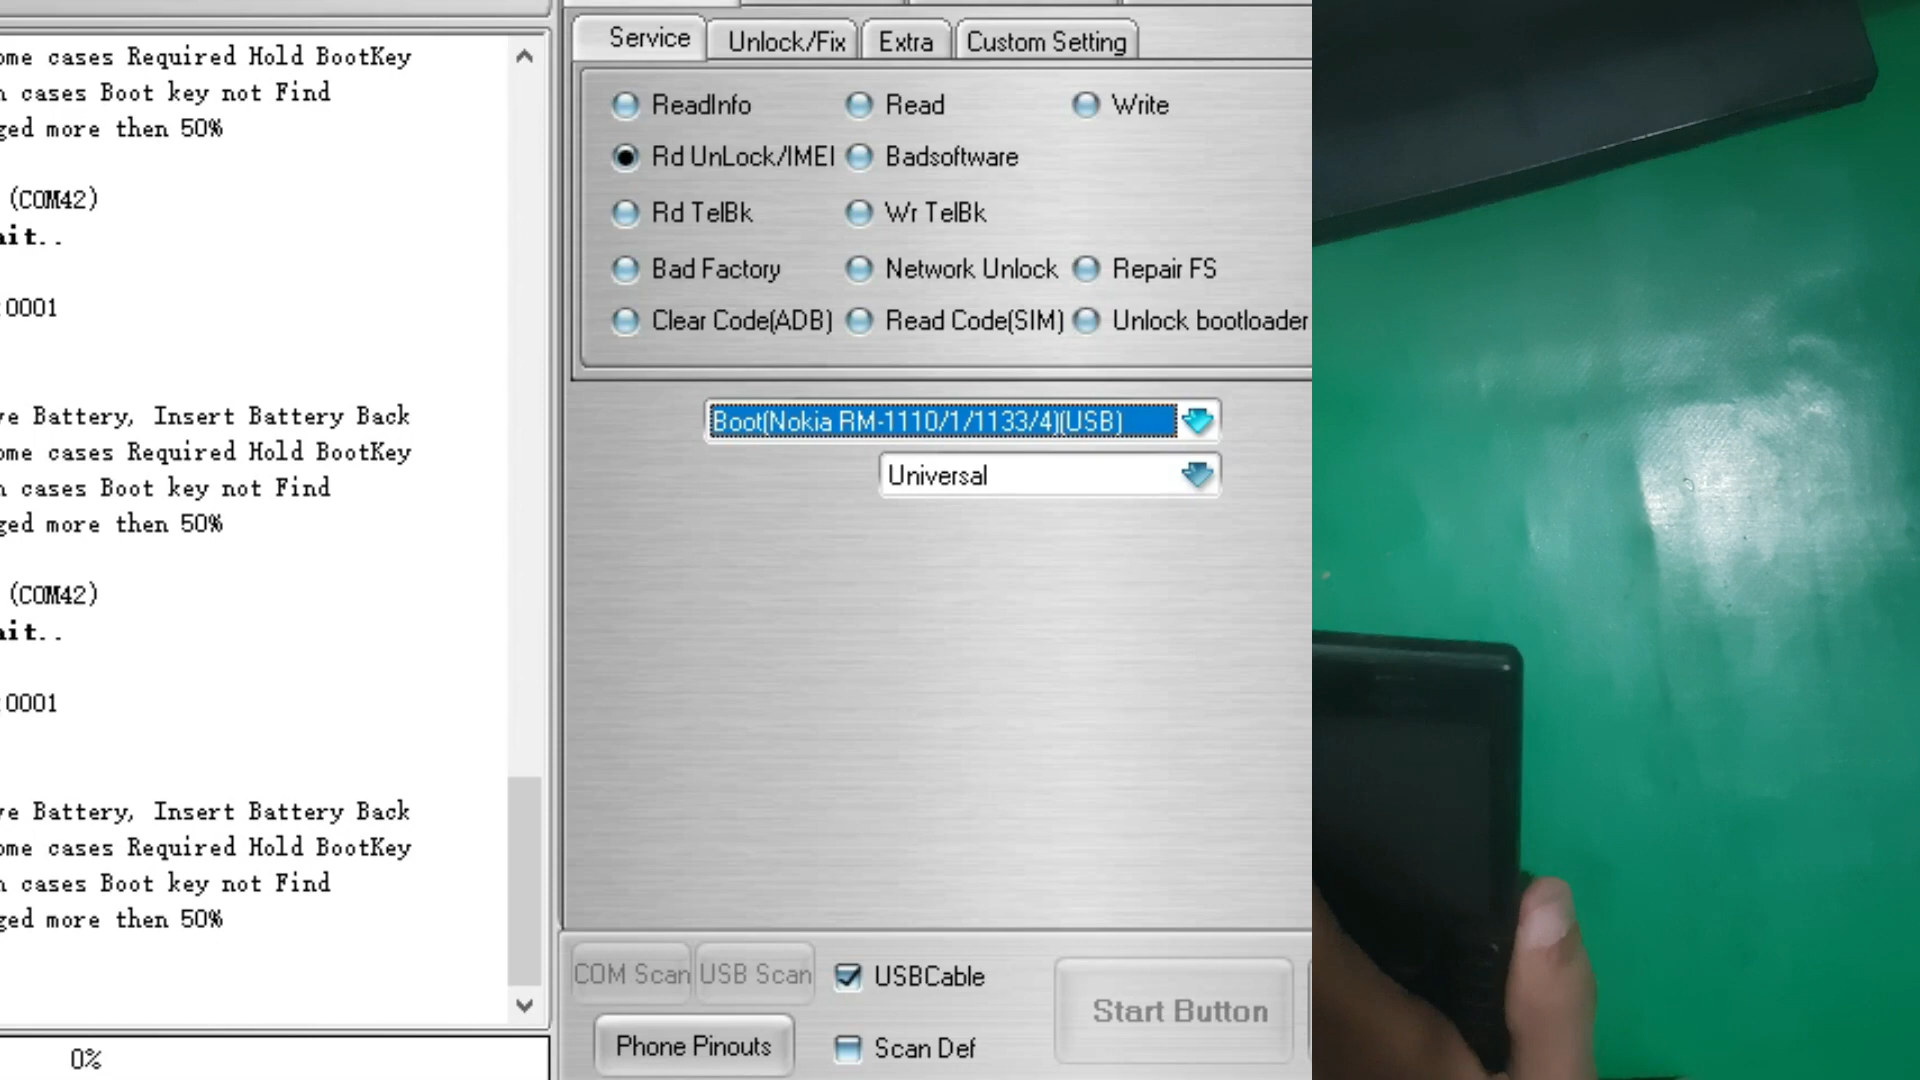 ome cases Required Hold BootKey
n cases Boot key not Find
ged more then 50%
(COM42)
ait..
0001
ve Battery, Insert Battery Back
ome cases Required Hold BootKey
n cases Boot key not Find
ged more then 50%
(COM42)
ait..
0001
ve Battery, Insert Battery Back
ome cases Required Hold BootKey
n cases Boot key not Find
ged more then 50%
0%
Service Unlock/Fix Extra Custom Setting
ReadInfo Read Write
Rd UnLock/IMEI Badsoftware
Rd TelBk Wr TelBk
Bad Factory Network Unlock Repair FS
Clear Code(ADB) Read Code(SIM) Unlock bootloader
Boot(Nokia RM-1110/1/1133/4)(USB)
Universal
COM Scan USB Scan USBCable
Start Button
Phone Pinouts Scan Def